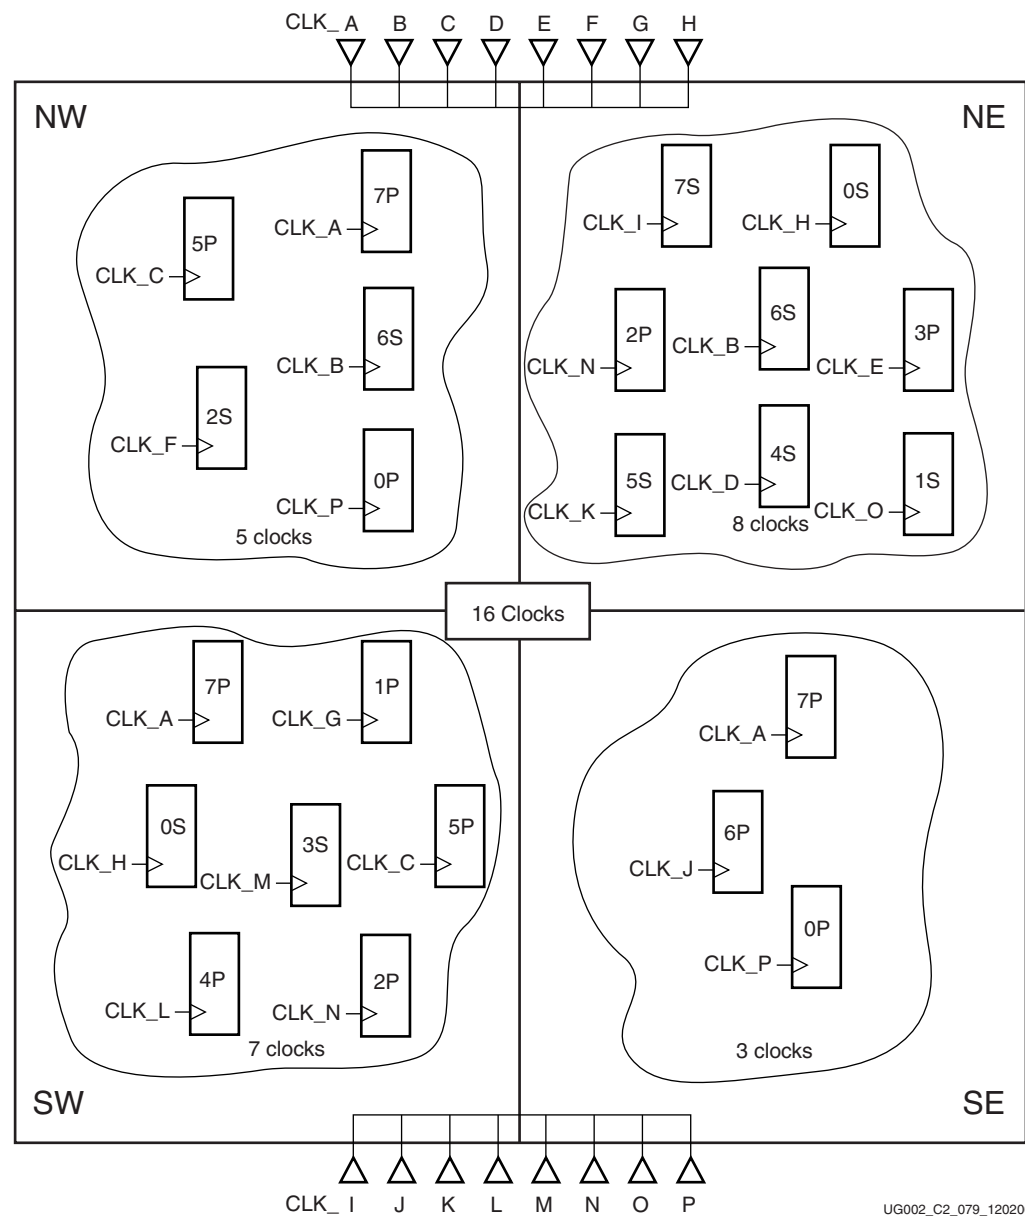 CLK_ A B C D E F G H
NW
NE
7P
CLK_A
5P
CLK_C
6S
CLK_B
2S
CLK_F
0P
CLK_P
5 clocks
7S
CLK_I
0S
CLK_H
2P
CLK_N
6S
CLK_B
3P
CLK_E
5S
CLK_K
4S
CLK_D
1S
CLK_O
8 clocks
16 Clocks
7P
CLK_A
1P
CLK_G
0S
CLK_H
3S
CLK_M
5P
CLK_C
4P
CLK_L
2P
CLK_N
7 clocks
7P
CLK_A
6P
CLK_J
0P
CLK_P
3 clocks
SW
SE
CLK_ I J K L M N O P
UG002_C2_079_12020